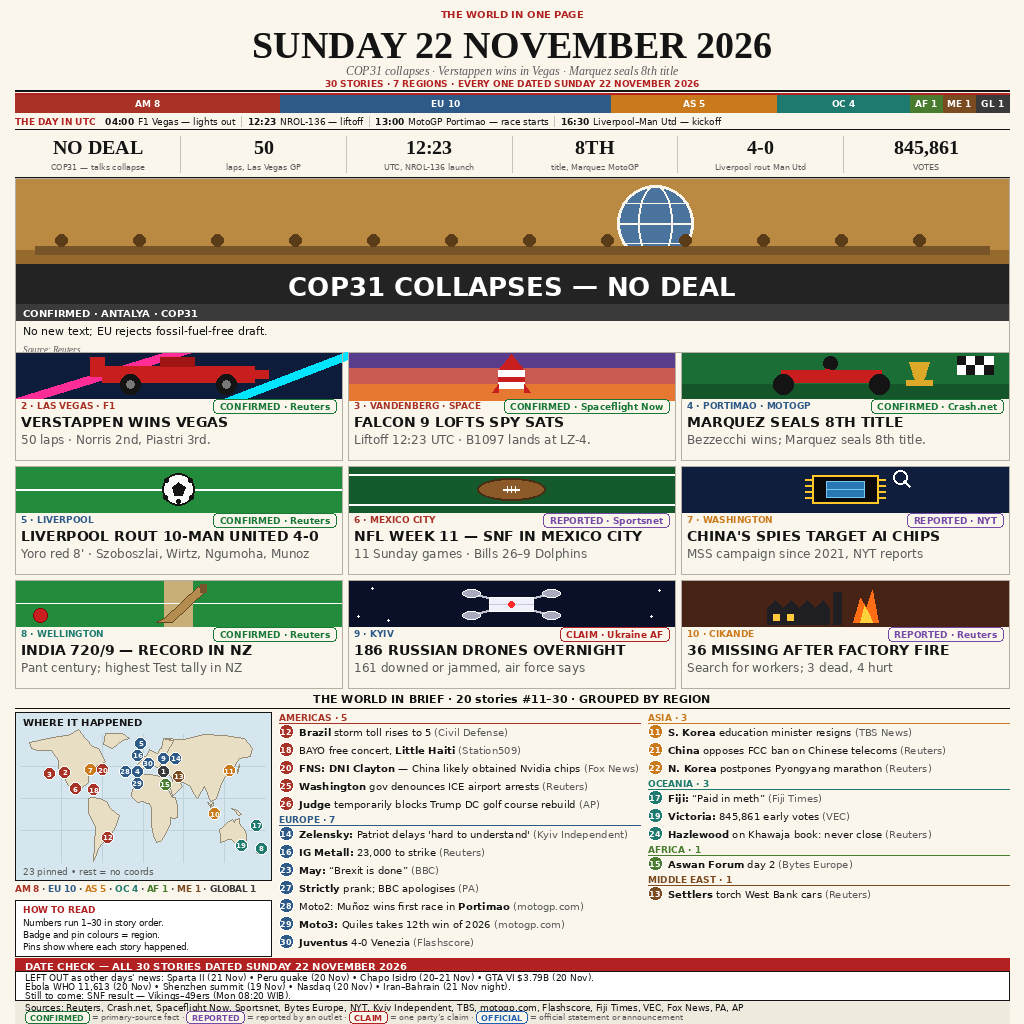 THE WORLD IN ONE PAGE
SUNDAY 22 NOVEMBER 2026
COP31 collapses · Verstappen wins in Vegas · Marquez seals 8th title
30 STORIES · 7 REGIONS · EVERY ONE DATED SUNDAY 22 NOVEMBER 2026
AM 8 EU 10 AS 5 OC 4 AF 1 ME 1 GL 1
THE DAY IN UTC 04:00 F1 Vegas — lights out 12:23 NROL-136 — liftoff 13:00 MotoGP Portimao — race starts 16:30 Liverpool–Man Utd — kickoff
NO DEAL
COP31 — talks collapse
50
laps, Las Vegas GP
12:23
UTC, NROL-136 launch
8TH
title, Marquez MotoGP
4-0
Liverpool rout Man Utd
845,861
VOTES
COP31 COLLAPSES — NO DEAL
CONFIRMED · ANTALYA · COP31
No new text; EU rejects fossil-fuel-free draft.
Source: Reuters
2 · LAS VEGAS · F1 CONFIRMED · Reuters
VERSTAPPEN WINS VEGAS
50 laps · Norris 2nd, Piastri 3rd.
3 · VANDENBERG · SPACE CONFIRMED · Spaceflight Now
FALCON 9 LOFTS SPY SATS
Liftoff 12:23 UTC · B1097 lands at LZ-4.
4 · PORTIMAO · MOTOGP CONFIRMED · Crash.net
MARQUEZ SEALS 8TH TITLE
Bezzecchi wins; Marquez seals 8th title.
5 · LIVERPOOL CONFIRMED · Reuters
LIVERPOOL ROUT 10-MAN UNITED 4-0
Yoro red 8' · Szoboszlai, Wirtz, Ngumoha, Munoz
6 · MEXICO CITY REPORTED · Sportsnet
NFL WEEK 11 — SNF IN MEXICO CITY
11 Sunday games · Bills 26–9 Dolphins
7 · WASHINGTON REPORTED · NYT
CHINA'S SPIES TARGET AI CHIPS
MSS campaign since 2021, NYT reports
8 · WELLINGTON CONFIRMED · Reuters
INDIA 720/9 — RECORD IN NZ
Pant century; highest Test tally in NZ
9 · KYIV CLAIM · Ukraine AF
186 RUSSIAN DRONES OVERNIGHT
161 downed or jammed, air force says
10 · CIKANDE REPORTED · Reuters
36 MISSING AFTER FACTORY FIRE
Search for workers; 3 dead, 4 hurt
THE WORLD IN BRIEF · 20 stories #11–30 · GROUPED BY REGION
WHERE IT HAPPENED
5
16
30
9
14
3
2
7
20
28
4
1
13
11
6
18
29
15
10
12
17
19
8
23 pinned • rest = no coords
AM 8 · EU 10 · AS 5 · OC 4 · AF 1 · ME 1 · GLOBAL 1
HOW TO READ
Numbers run 1–30 in story order.
Badge and pin colours = region.
Pins show where each story happened.
AMERICAS · 5
12 Brazil storm toll rises to 5 (Civil Defense)
18 BAYO free concert, Little Haiti (Station509)
20 FNS: DNI Clayton — China likely obtained Nvidia chips (Fox News)
25 Washington gov denounces ICE airport arrests (Reuters)
26 Judge temporarily blocks Trump DC golf course rebuild (AP)
EUROPE · 7
14 Zelensky: Patriot delays 'hard to understand' (Kyiv Independent)
16 IG Metall: 23,000 to strike (Reuters)
23 May: “Brexit is done” (BBC)
27 Strictly prank; BBC apologises (PA)
28 Moto2: Muñoz wins first race in Portimao (motogp.com)
29 Moto3: Quiles takes 12th win of 2026 (motogp.com)
30 Juventus 4-0 Venezia (Flashscore)
ASIA · 3
11 S. Korea education minister resigns (TBS News)
21 China opposes FCC ban on Chinese telecoms (Reuters)
22 N. Korea postpones Pyongyang marathon (Reuters)
OCEANIA · 3
17 Fiji: “Paid in meth” (Fiji Times)
19 Victoria: 845,861 early votes (VEC)
24 Hazlewood on Khawaja book: never close (Reuters)
AFRICA · 1
15 Aswan Forum day 2 (Bytes Europe)
MIDDLE EAST · 1
13 Settlers torch West Bank cars (Reuters)
DATE CHECK — ALL 30 STORIES DATED SUNDAY 22 NOVEMBER 2026
LEFT OUT as other days' news: Sparta II (21 Nov) • Peru quake (20 Nov) • Chapo Isidro (20–21 Nov) • GTA VI $3.79B (20 Nov).
Ebola WHO 11,613 (20 Nov) • Shenzhen summit (19 Nov) • Nasdaq (20 Nov) • Iran–Bahrain (21 Nov night).
Still to come: SNF result — Vikings–49ers (Mon 08:20 WIB).
Sources: Reuters, Crash.net, Spaceflight Now, Sportsnet, Bytes Europe, NYT, Kyiv Independent, TBS, motogp.com, Flashscore, Fiji Times, VEC, Fox News, PA, AP
CONFIRMED = primary-source fact · REPORTED = reported by an outlet · CLAIM = one party's claim · OFFICIAL = official statement or announcement